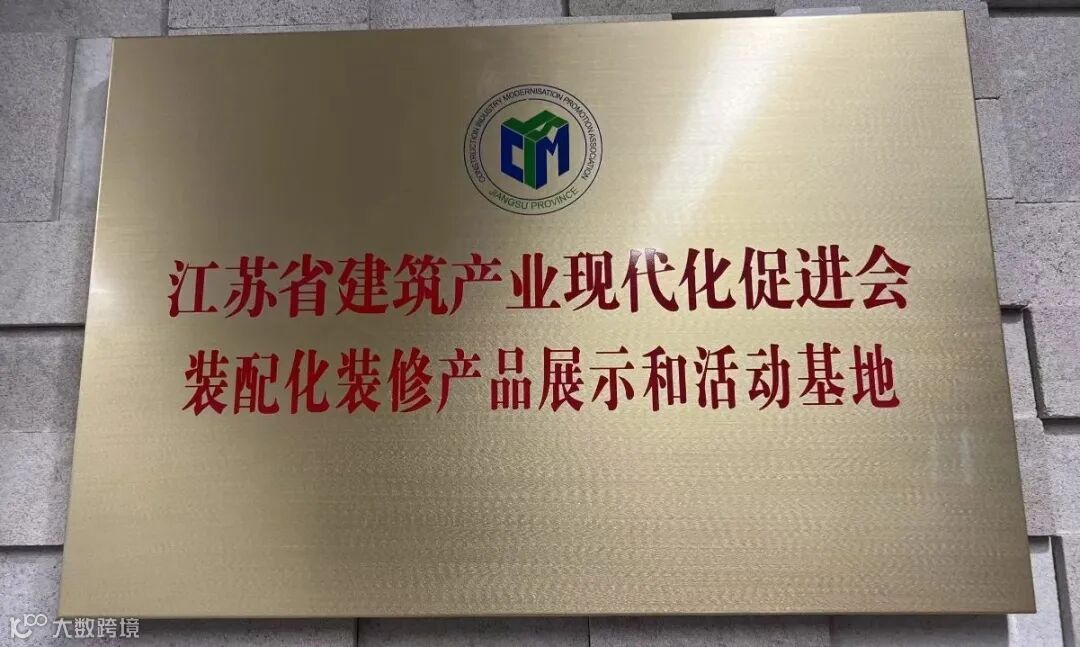 CONSTRUCTION INDUSTRY MODERNISATION PROMOTION ASSOCIATION
JIANGSU PROVINCE
CM
江苏省建筑产业现代化促进会
装配化装修产品展示和活动基地
大数跨境